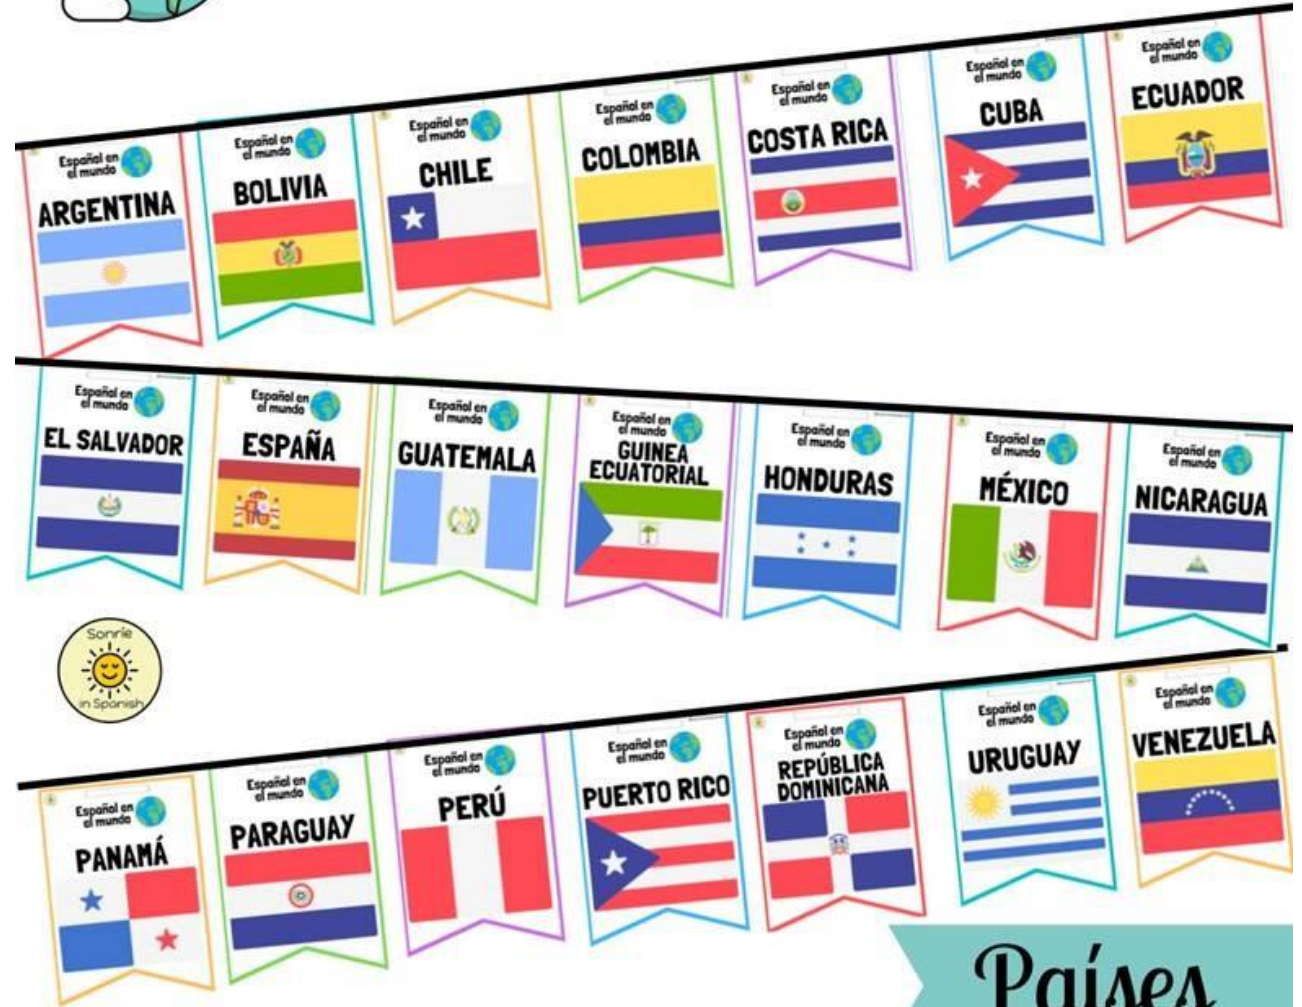 Español en
el mundo
ARGENTINA
Español en
el mundo
BOLIVIA
Español en
el mundo
CHILE
Español en
el mundo
COLOMBIA
Español en
el mundo
COSTA RICA
Español en
el mundo
CUBA
Español en
el mundo
ECUADOR
Español en
el mundo
EL SALVADOR
Español en
el mundo
ESPAÑA
Español en
el mundo
GUATEMALA
Español en
el mundo
GUINEA
ECUATORIAL
Español en
el mundo
HONDURAS
Español en
el mundo
MÉXICO
Español en
el mundo
NICARAGUA
Sonríe
in Spanish
Español en
el mundo
PANAMÁ
Español en
el mundo
PARAGUAY
Español en
el mundo
PERÚ
Español en
el mundo
PUERTO RICO
Español en
el mundo
REPÚBLICA
DOMINICANA
Español en
el mundo
URUGUAY
Español en
el mundo
VENEZUELA
Países